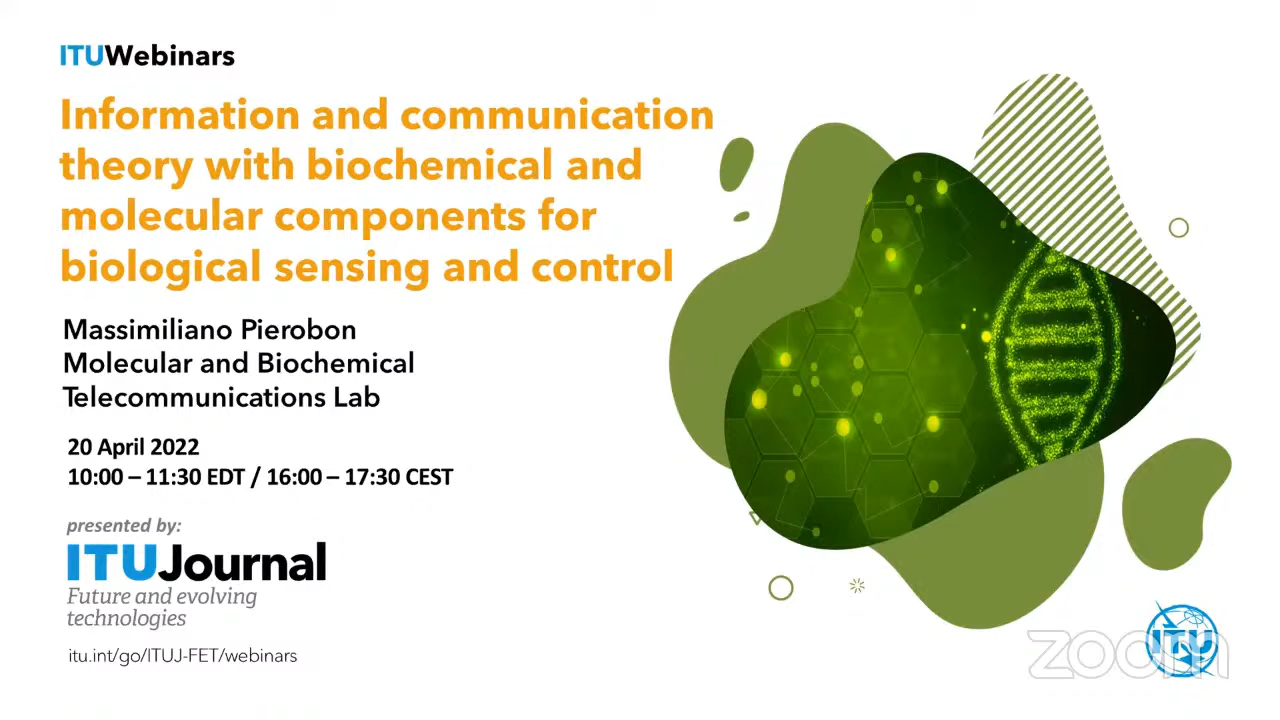 ITUWebinars
Information and communication
theory with biochemical and
molecular components for
biological sensing and control
Massimiliano Pierobon
Molecular and Biochemical
Telecommunications Lab
20 April 2022
10:00 – 11:30 EDT / 16:00 – 17:30 CEST
presented by:
ITUJournal
Future and evolving
technologies
itu.int/go/ITUJ-FET/webinars
ITU
zoom